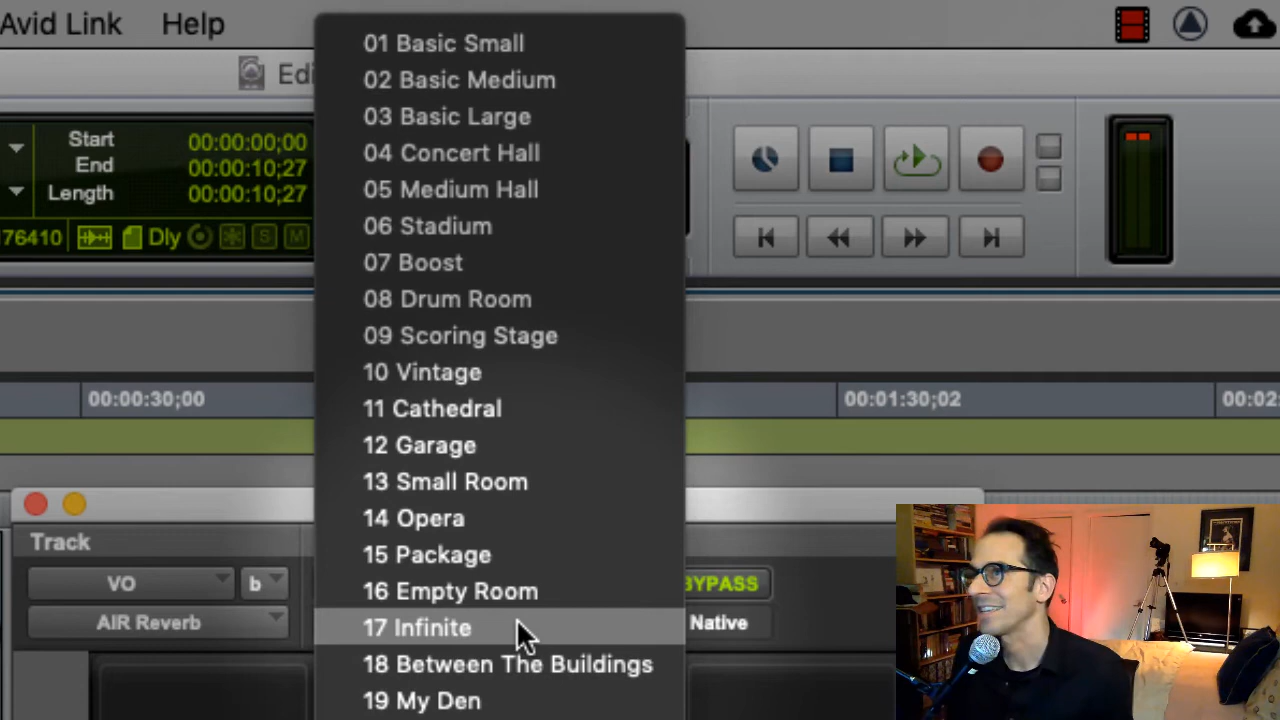 Avid Link Help
Edi
Start 00:00:00;00
End 00:00:10;27
Length 00:00:10;27
76410 Dly S M
01 Basic Small
02 Basic Medium
03 Basic Large
04 Concert Hall
05 Medium Hall
06 Stadium
07 Boost
08 Drum Room
09 Scoring Stage
10 Vintage
11 Cathedral
12 Garage
13 Small Room
14 Opera
15 Package
16 Empty Room
17 Infinite
18 Between The Buildings
19 My Den
00:00:30;00
00:01:30;02
00:02:
Track
VO b
BYPASS
AIR Reverb
Native